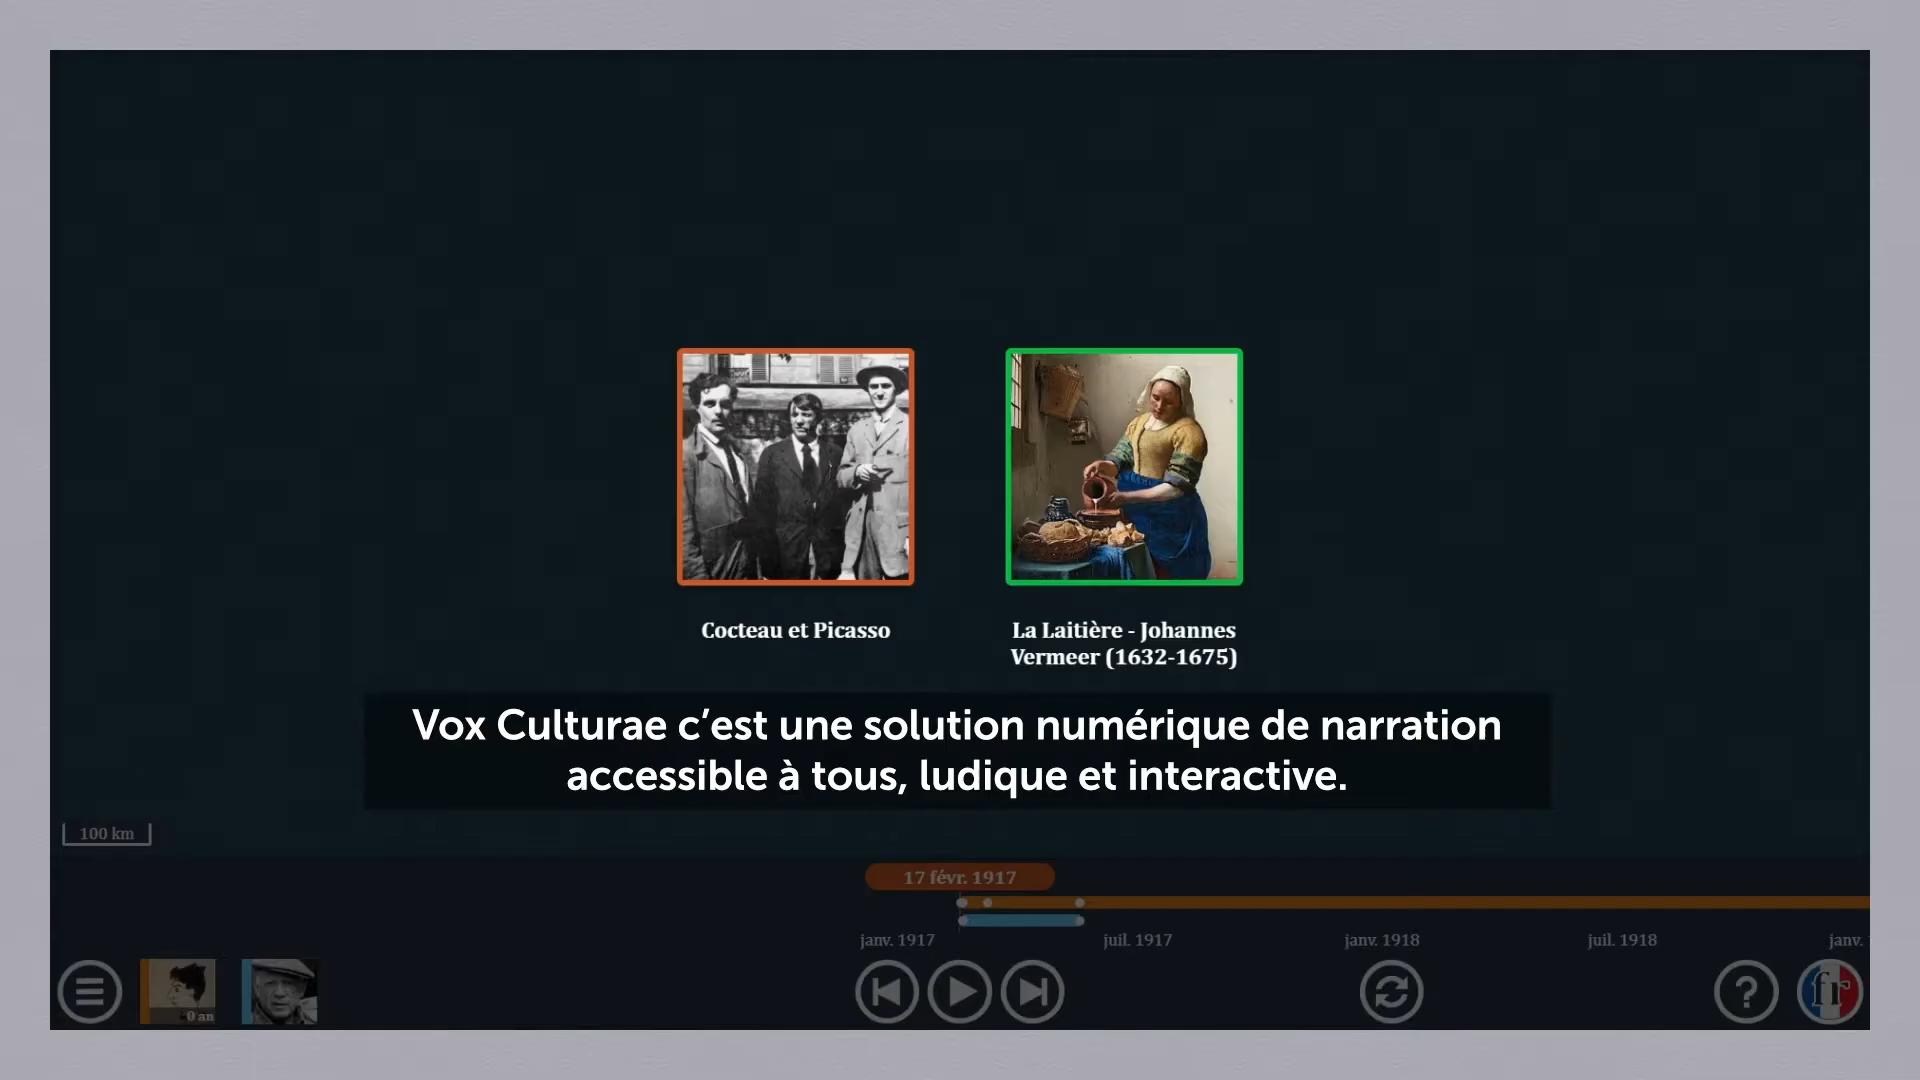 Cocteau et Picasso
La Laitière - Johannes
Vermeer (1632-1675)
Vox Culturae c’est une solution numérique de narration
accessible à tous, ludique et interactive.
100 km
17 févr. 1917
janv. 1917
juil. 1917
janv. 1918
juil. 1918
janv.
0 an
?
fr